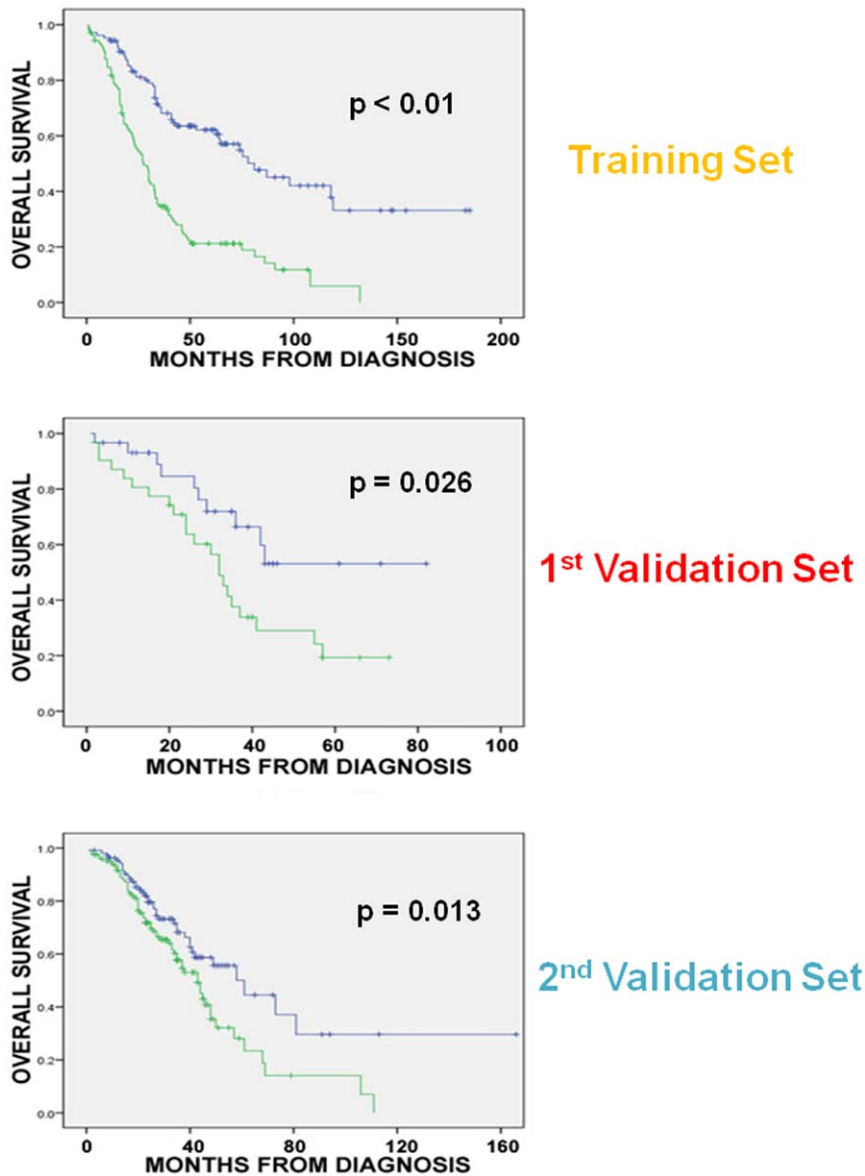 1.0
0.8
0.6
0.4
0.2
0.0
OVERALL SURVIVAL
p < 0.01
0 50 100 150 200
MONTHS FROM DIAGNOSIS
Training Set
1.0
0.8
0.6
0.4
0.2
0.0
OVERALL SURVIVAL
p = 0.026
0 20 40 60 80 100
MONTHS FROM DIAGNOSIS
1st Validation Set
1.0
0.8
0.6
0.4
0.2
0.0
OVERALL SURVIVAL
p = 0.013
0 40 80 120 160
MONTHS FROM DIAGNOSIS
2nd Validation Set